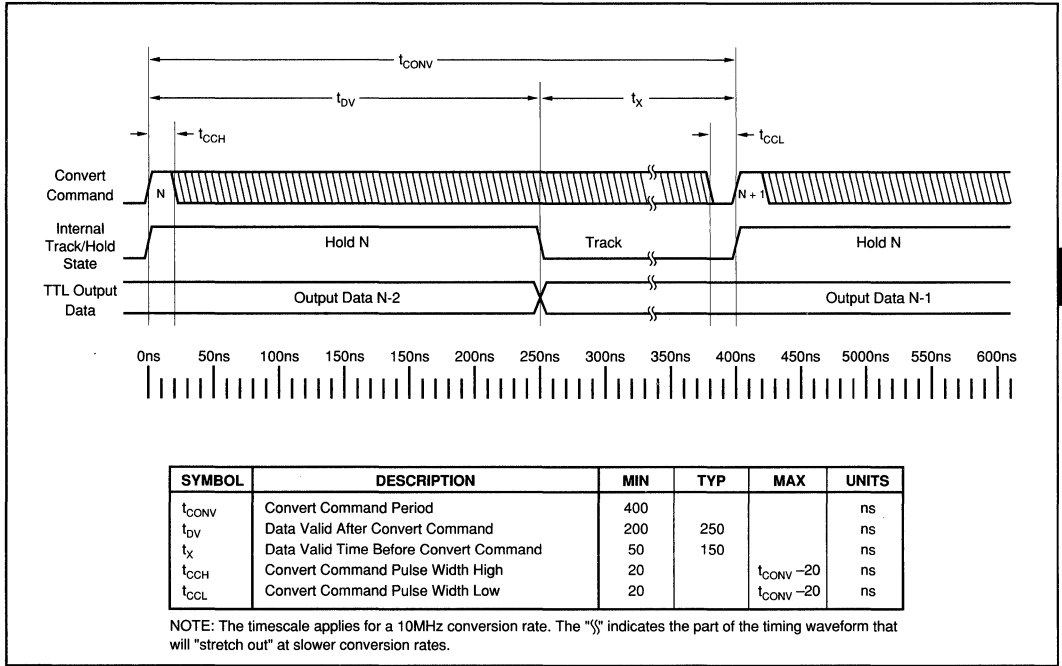 tCONV
tDV
tX
tCCH
tCCL
Convert
Command
N
N + 1
Internal
Track/Hold
State
Hold N
Track
Hold N
TTL Output
Data
Output Data N-2
Output Data N-1
0ns 50ns 100ns 150ns 150ns 200ns 250ns 300ns 350ns 400ns 450ns 5000ns 550ns 600ns
SYMBOL DESCRIPTION MIN TYP MAX UNITS
tCONV Convert Command Period 400 ns
tDV Data Valid After Convert Command 200 250 ns
tX Data Valid Time Before Convert Command 50 150 ns
tCCH Convert Command Pulse Width High 20 tCONV –20 ns
tCCL Convert Command Pulse Width Low 20 tCONV –20 ns
NOTE: The timescale applies for a 10MHz conversion rate. The "⸾" indicates the part of the timing waveform that
will "stretch out" at slower conversion rates.